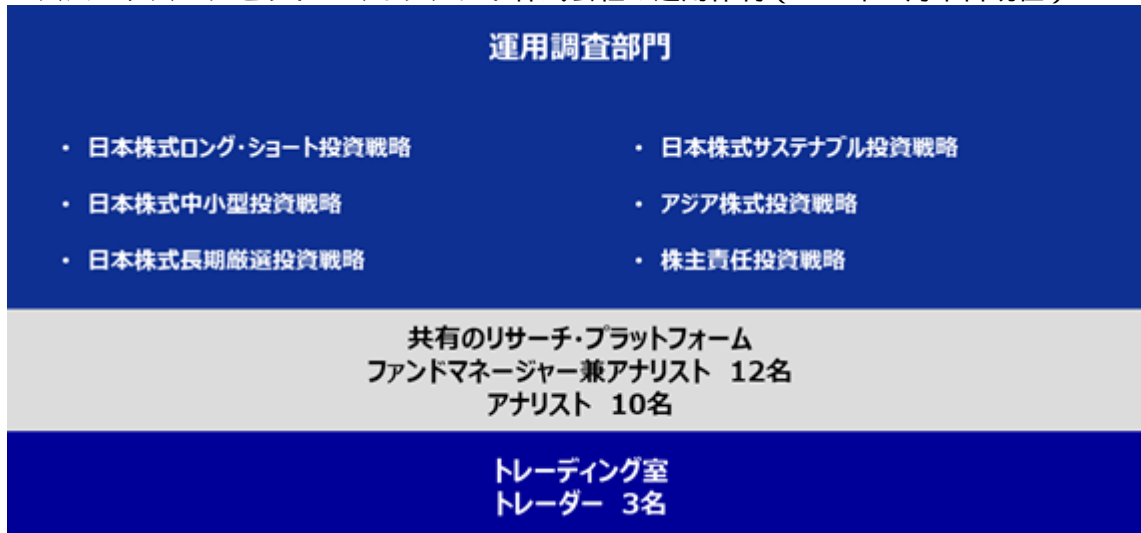 運用調査部門
・ 日本株式ロング・ショート投資戦略
・ 日本株式サステナブル投資戦略
・ 日本株式中小型投資戦略
・ アジア株式投資戦略
・ 日本株式長期厳選投資戦略
・ 株主責任投資戦略
共有のリサーチ・プラットフォーム
ファンドマネージャー兼アナリスト 12名
アナリスト 10名
トレーディング室
トレーダー 3名